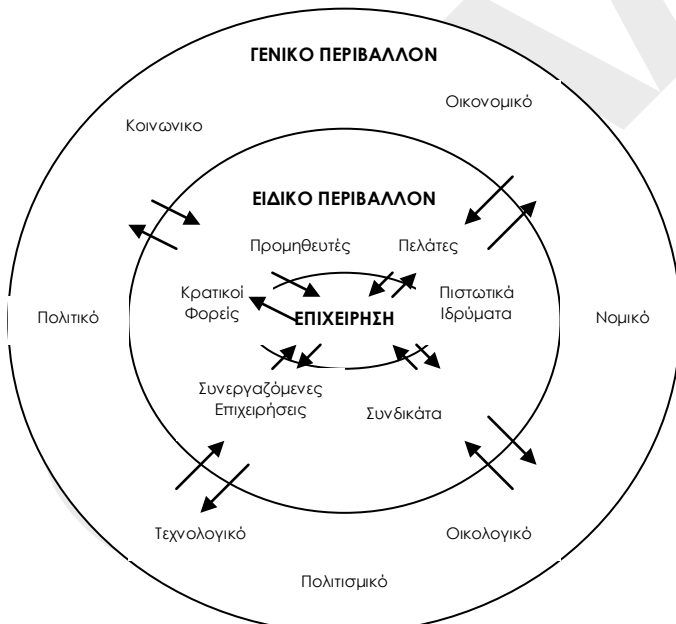 ΓΕΝΙΚΟ ΠΕΡΙΒΑΛΛΟΝ
Οικονομικό
Κοινωνικο
ΕΙΔΙΚΟ ΠΕΡΙΒΑΛΛΟΝ
Προμηθευτές
Πελάτες
Κρατικοί
Φορείς
ΕΠΙΧΕΙΡΗΣΗ
Πιστωτικά
Ιδρύματα
Πολιτικό
Νομικό
Συνεργαζόμενες
Επιχειρήσεις
Συνδικάτα
Τεχνολογικό
Οικολογικό
Πολιτισμικό